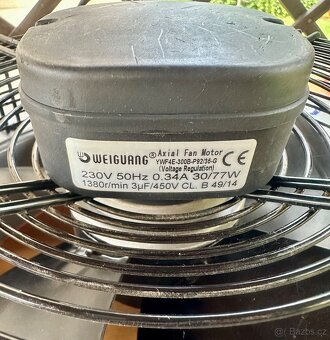 WEIGUANG® Axial Fan Motor
YWF4E-300B-P92/35-G
(Voltage Regulation)
CE
230V 50Hz 0.34A 30/77W
1380r/min 3µF/450V CL. B 49/14
Bazos.cz